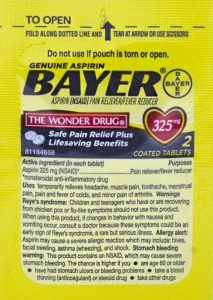 TO OPEN
FOLD ALONG DOTTED LINE AND TEAR AT ARROW OR USE SCISSORS
Do not use if pouch is torn or open.
GENUINE ASPIRIN
BAYER®
BAYER
ASPIRIN (NSAID) PAIN RELIEVER/FEVER REDUCER
THE WONDER DRUG®
325mg
Safe Pain Relief Plus
Lifesaving Benefits
2
81184658
COATED TABLETS
Active ingredient (in each tablet) Purposes
Aspirin 325 mg (NSAID)* Pain reliever/fever reducer
*nonsteroidal anti-inflammatory drug
Uses temporarily relieves headache, muscle pain, toothache, menstrual
pain, pain and fever of colds, and minor pain of arthritis. Warnings
Reye's syndrome: Children and teenagers who have or are recovering
from chicken pox or flu-like symptoms should not use this product.
When using this product, if changes in behavior with nausea and
vomiting occur, consult a doctor because these symptoms could be an
early sign of Reye's syndrome, a rare but serious illness. Allergy alert:
Aspirin may cause a severe allergic reaction which may include: hives,
facial swelling, asthma (wheezing), and shock. Stomach bleeding
warning: This product contains an NSAID, which may cause severe
stomach bleeding. The chance is higher if you • are age 60 or older
• have had stomach ulcers or bleeding problems • take a blood
thinning (anticoagulant) or steroid drug • take other drugs